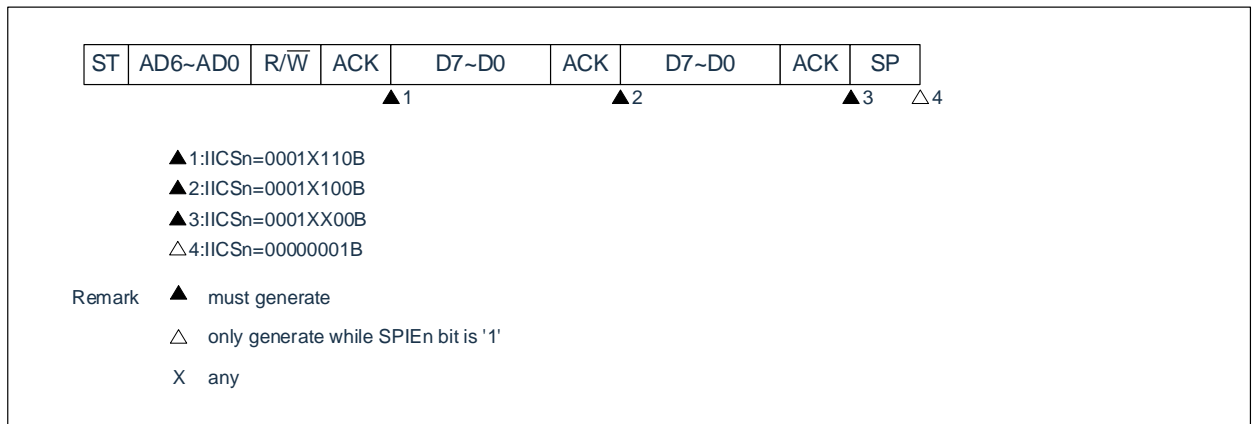 ST AD6~AD0 R/W̅ ACK D7~D0 ACK D7~D0 ACK SP
▲1 ▲2 ▲3 △4
▲1:IICSn=0001X110B
▲2:IICSn=0001X100B
▲3:IICSn=0001XX00B
△4:IICSn=00000001B
Remark ▲ must generate
△ only generate while SPIEn bit is '1'
X any